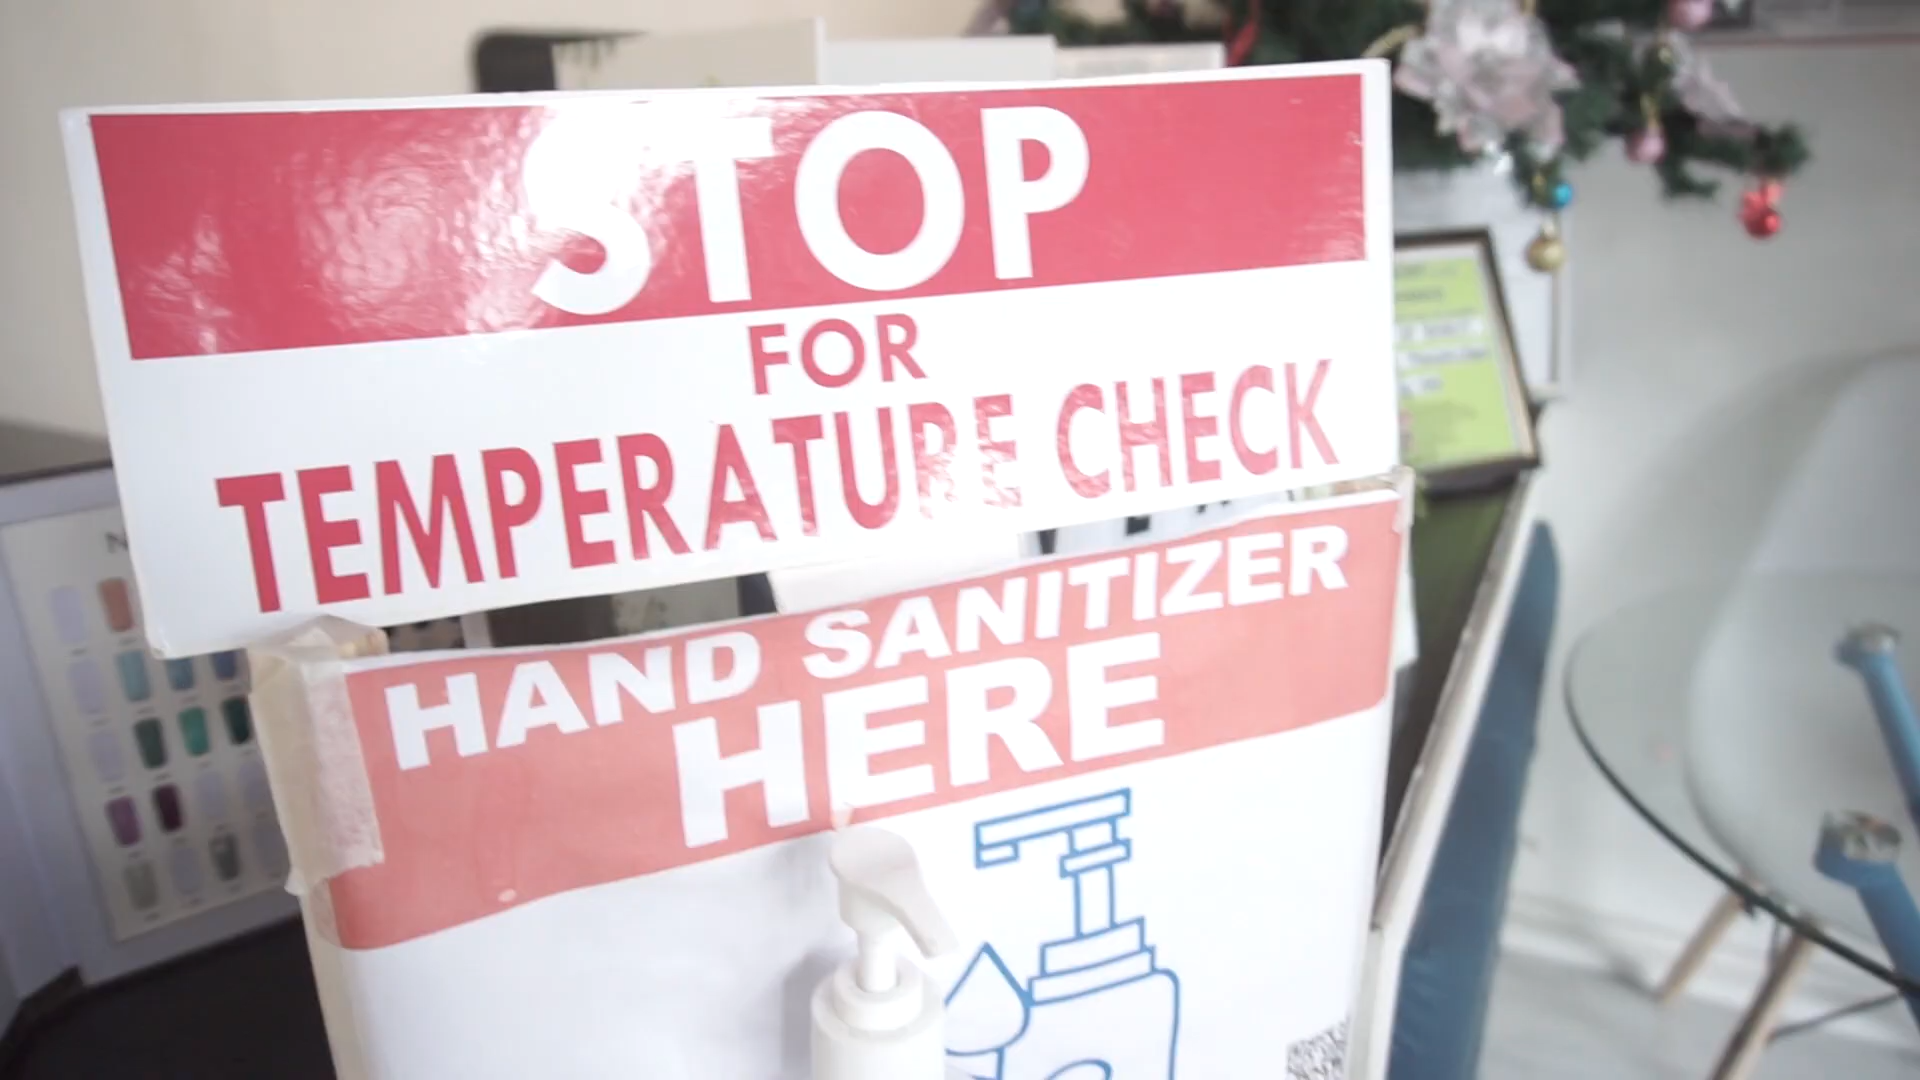 STOP
FOR
TEMPERATURE CHECK
HAND SANITIZER
HERE